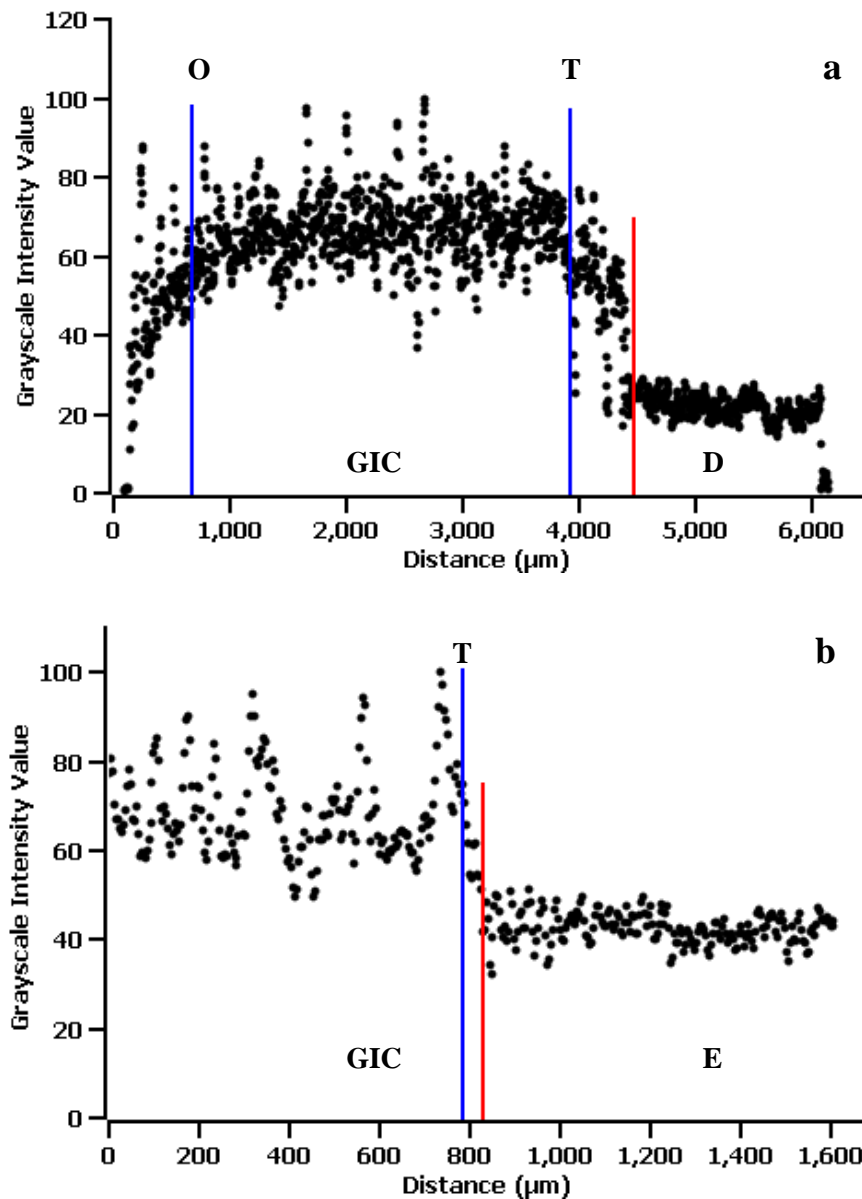 120
O
T
a
100
80
60
40
20
0
Grayscale Intensity Value
GIC
D
0 1,000 2,000 3,000 4,000 5,000 6,000
Distance (µm)
T
b
100
80
60
40
20
0
Grayscale Intensity Value
GIC
E
0 200 400 600 800 1,000 1,200 1,400 1,600
Distance (µm)